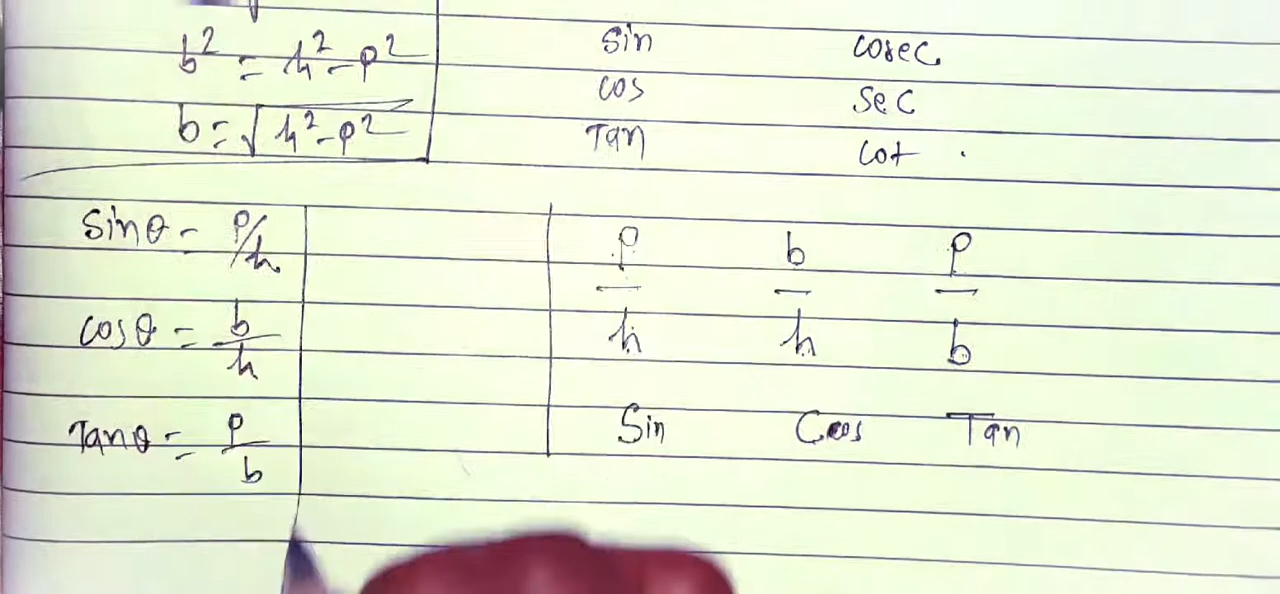 b² = h² - p²
b = √h² - p²
sin cosec
cos sec
Tan cot
Sinθ = p/h
cosθ = b/h
Tanθ = p/b
p b p
h h b
Sin Cos Tan